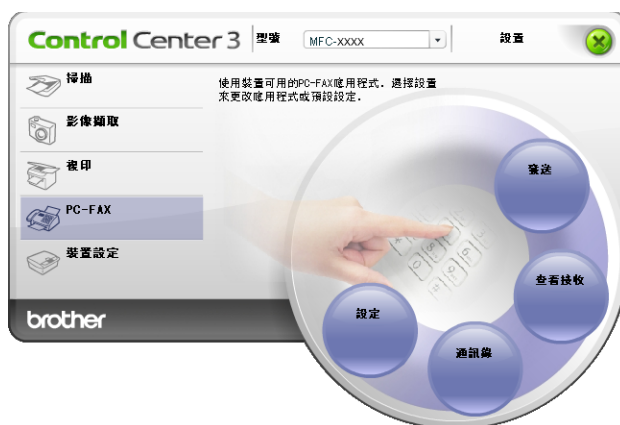 Control Center 3 型號 MFC-XXXX 設置
掃描
影像擷取
複印
PC-FAX
裝置設定
使用裝置可用的PC-FAX應用程式. 選擇設置
來更改應用程式或預設設定.
發送
查看接收
設定
通訊錄
brother